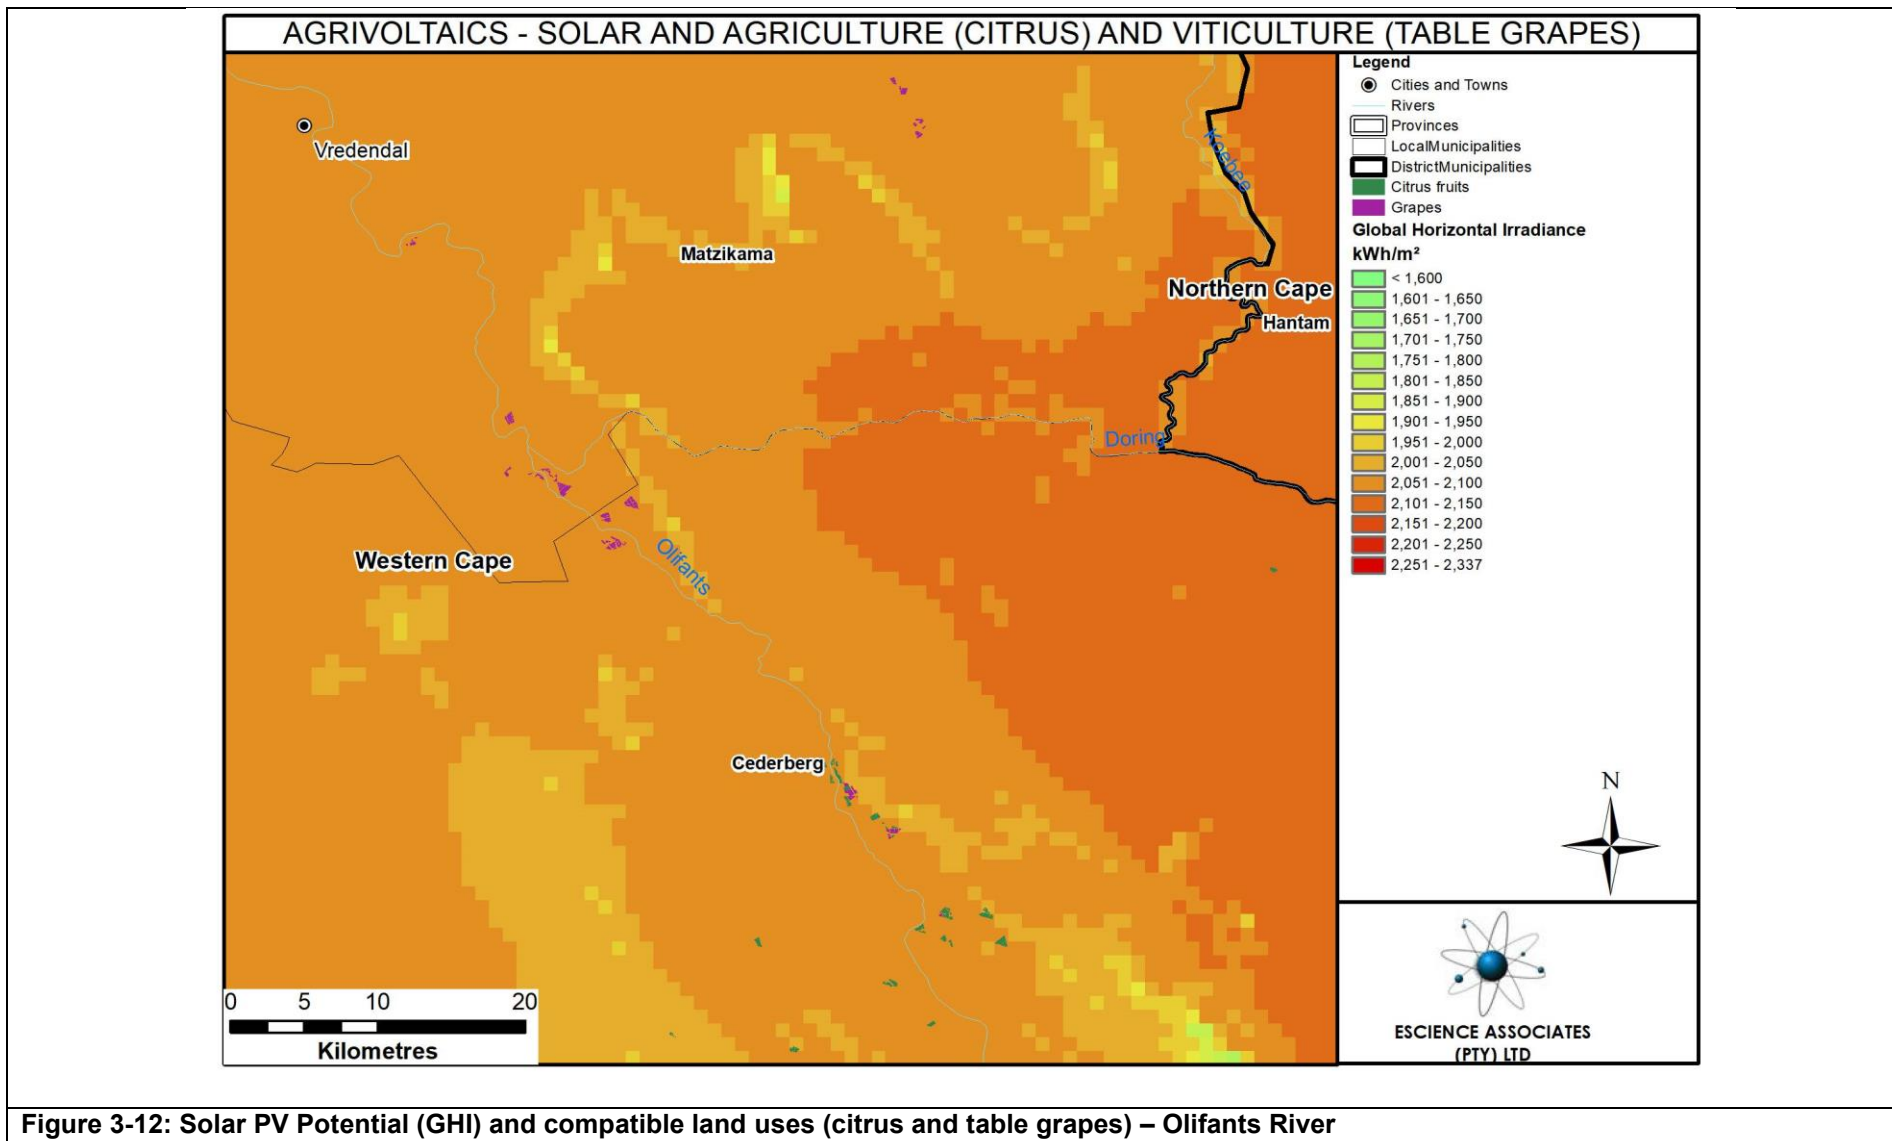 AGRIVOLTAICS - SOLAR AND AGRICULTURE (CITRUS) AND VITICULTURE (TABLE GRAPES)
Vredendal
Matzikama
Koebee
Northern Cape
Hantam
Doring
Western Cape
Olifants
Cederberg
0 5 10 20
Kilometres
Legend
Cities and Towns
Rivers
Provinces
LocalMunicipalities
DistrictMunicipalities
Citrus fruits
Grapes
Global Horizontal Irradiance
kWh/m²
< 1,600
1,601 - 1,650
1,651 - 1,700
1,701 - 1,750
1,751 - 1,800
1,801 - 1,850
1,851 - 1,900
1,901 - 1,950
1,951 - 2,000
2,001 - 2,050
2,051 - 2,100
2,101 - 2,150
2,151 - 2,200
2,201 - 2,250
2,251 - 2,337
N
ESCIENCE ASSOCIATES
(PTY) LTD
Figure 3-12: Solar PV Potential (GHI) and compatible land uses (citrus and table grapes) – Olifants River